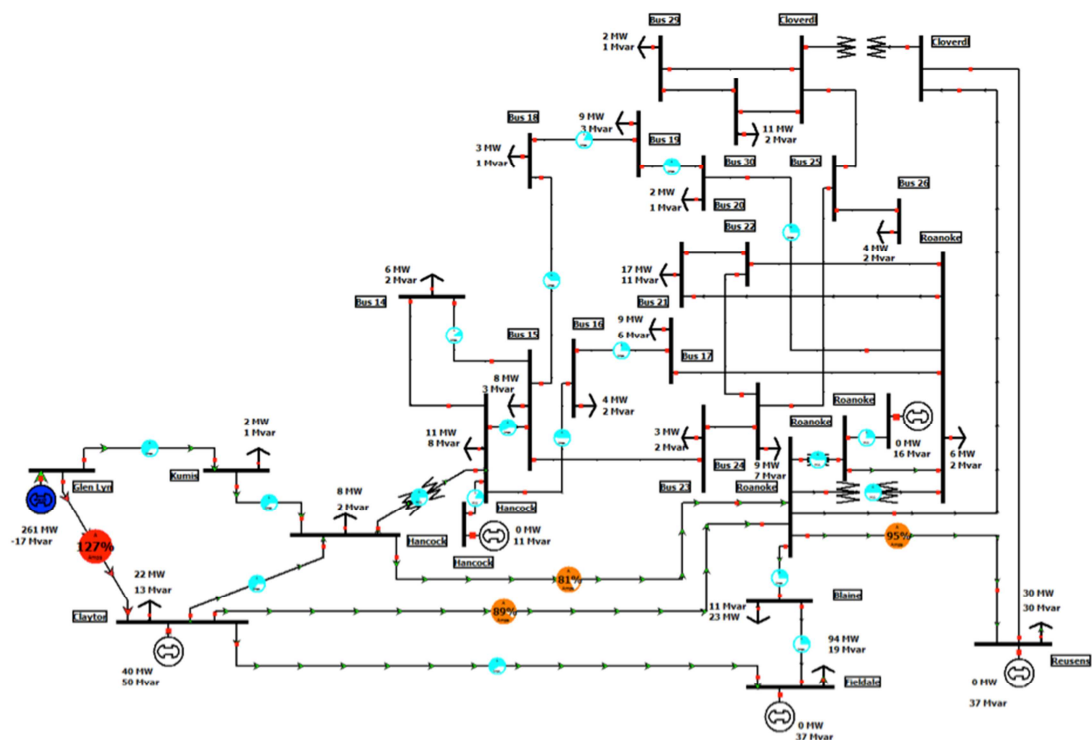 Bus 29
Cloverdl
Cloverdl
2 MW
1 Mvar
Bus 18
9 MW
3 Mvar
Bus 19
11 MW
2 Mvar
3 MW
1 Mvar
Bus 30
Bus 25
2 MW
1 Mvar
Bus 20
Bus 26
Bus 22
4 MW
2 Mvar
Roanoke
6 MW
2 Mvar
17 MW
11 Mvar
Bus 14
Bus 21
Bus 15
Bus 16
9 MW
6 Mvar
Bus 17
8 MW
3 Mvar
4 MW
2 Mvar
Roanoke
Roanoke
0 MW
16 Mvar
2 MW
1 Mvar
11 MW
8 Mvar
3 MW
2 Mvar
Bus 24
9 MW
7 Mvar
6 MW
2 Mvar
Glen Lyn
Kumis
Bus 23
Roanoke
261 MW
-17 Mvar
8 MW
2 Mvar
Hancock
0 MW
11 Mvar
Hancock
Hancock
127%
95%
22 MW
13 Mvar
81%
Claytor
89%
11 Mvar
23 MW
Blaine
30 MW
30 Mvar
94 MW
19 Mvar
40 MW
50 Mvar
Fieldale
Reusens
0 MW
37 Mvar
0 MW
37 Mvar